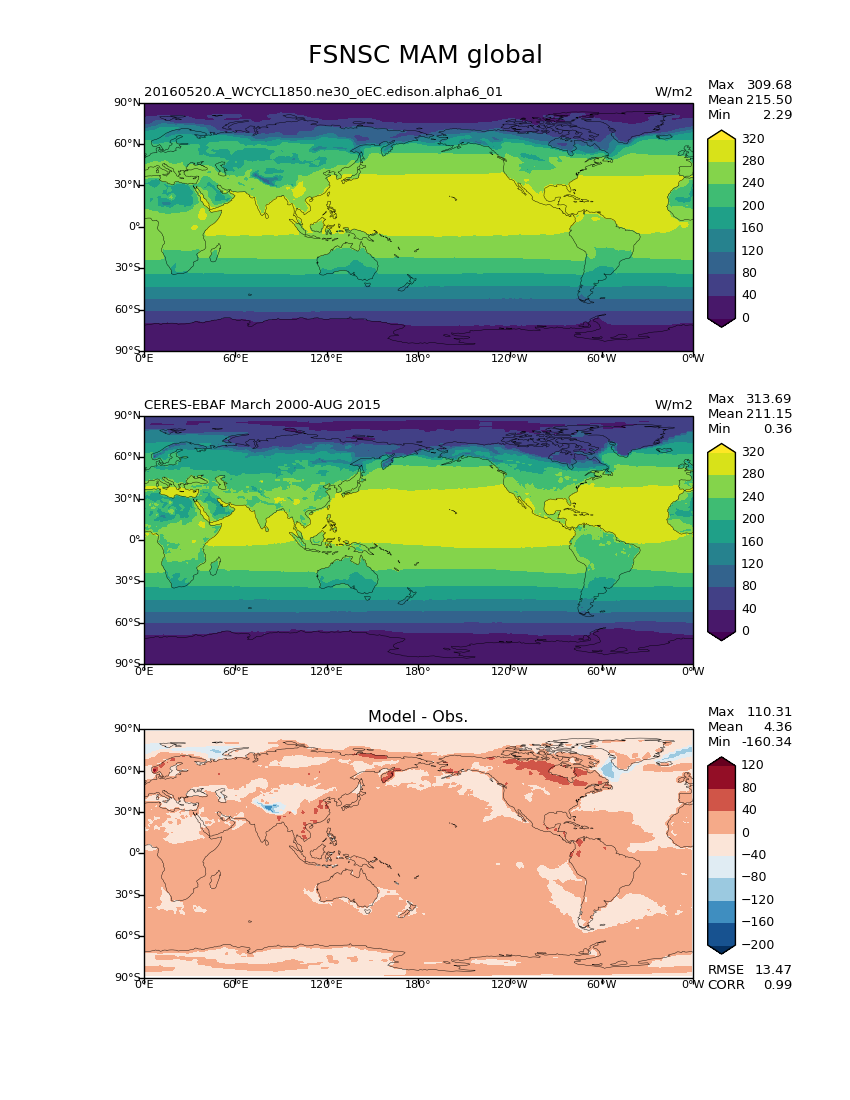 FSNSC MAM global
20160520.A_WCYCL1850.ne30_oEC.edison.alpha6_01 W/m2
Max 309.68
Mean 215.50
Min 2.29
90°N
60°N
30°N
0°
30°S
60°S
90°S
0°E 60°E 120°E 180° 120°W 60°W 0°W
320
280
240
200
160
120
80
40
0
CERES-EBAF March 2000-AUG 2015 W/m2
Max 313.69
Mean 211.15
Min 0.36
90°N
60°N
30°N
0°
30°S
60°S
90°S
0°E 60°E 120°E 180° 120°W 60°W 0°W
320
280
240
200
160
120
80
40
0
Model - Obs.
Max 110.31
Mean 4.36
Min -160.34
90°N
60°N
30°N
0°
30°S
60°S
90°S
0°E 60°E 120°E 180° 120°W 60°W 0°W
120
80
40
0
−40
−80
−120
−160
−200
RMSE 13.47
CORR 0.99